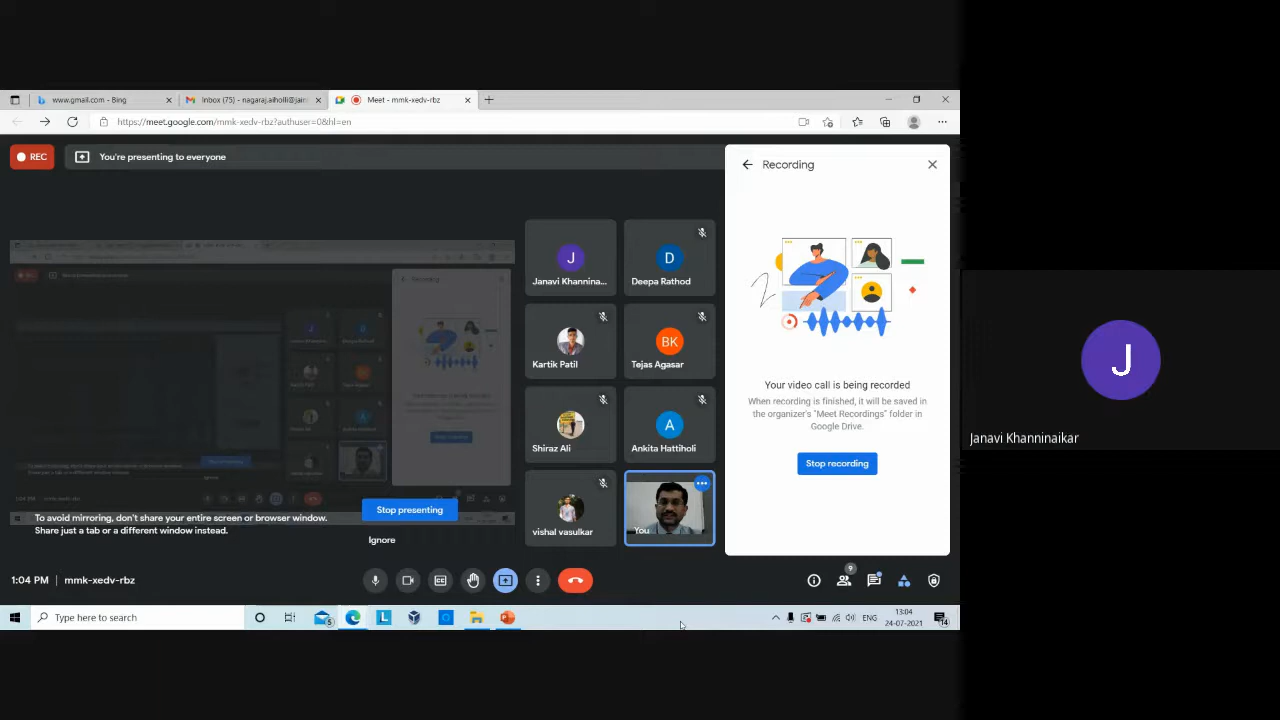 www.gmail.com - Bing
Inbox (75) - nagaraj.alholli@jain
Meet - mmk-xedv-rbz
https://meet.google.com/mmk-xedv-rbz?authuser=0&hl=en
REC
You're presenting to everyone
Recording
J
Janavi Khannina...
D
Deepa Rathod
Kartik Patil
BK
Tejas Agasar
Shiraz Ali
A
Ankita Hattiholi
vishal vasulkar
You
Your video call is being recorded
When recording is finished, it will be saved in
the organizer's "Meet Recordings" folder in
Google Drive.
Stop recording
To avoid mirroring, don't share your entire screen or browser window.
Share just a tab or a different window instead.
Stop presenting
Ignore
1:04 PM | mmk-xedv-rbz
9
Type here to search
5
L
ENG
13:04
24-07-2021
14
J
Janavi Khanninaikar